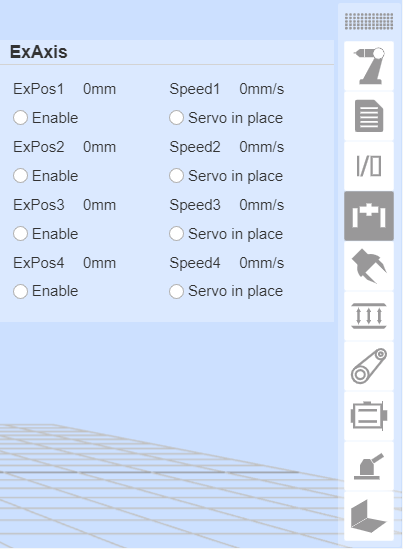 ExAxis
ExPos1 0mm Speed1 0mm/s
Enable Servo in place
ExPos2 0mm Speed2 0mm/s
Enable Servo in place
I/O
ExPos3 0mm Speed3 0mm/s
Enable Servo in place
ExPos4 0mm Speed4 0mm/s
Enable Servo in place